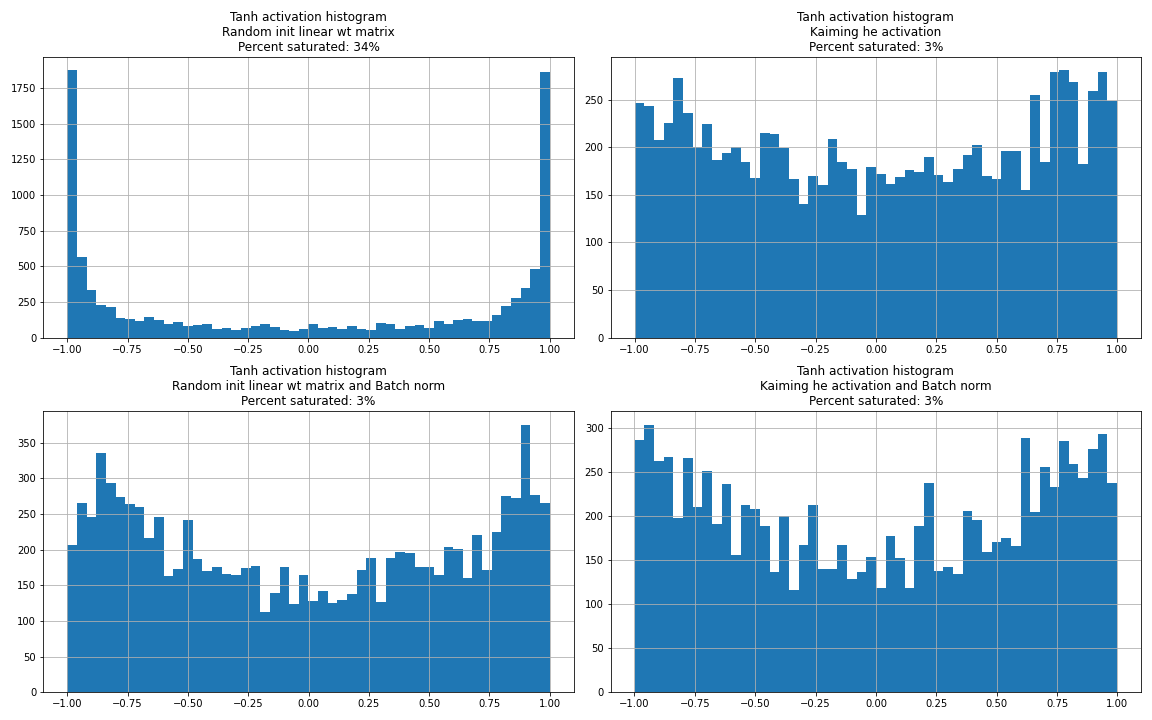 Tanh activation histogram
Random init linear wt matrix
Percent saturated: 34%
1750
1500
1250
1000
750
500
250
0
−1.00 −0.75 −0.50 −0.25 0.00 0.25 0.50 0.75 1.00
Tanh activation histogram
Kaiming he activation
Percent saturated: 3%
250
200
150
100
50
0
−1.00 −0.75 −0.50 −0.25 0.00 0.25 0.50 0.75 1.00
Tanh activation histogram
Random init linear wt matrix and Batch norm
Percent saturated: 3%
350
300
250
200
150
100
50
0
−1.00 −0.75 −0.50 −0.25 0.00 0.25 0.50 0.75 1.00
Tanh activation histogram
Kaiming he activation and Batch norm
Percent saturated: 3%
300
250
200
150
100
50
0
−1.00 −0.75 −0.50 −0.25 0.00 0.25 0.50 0.75 1.00